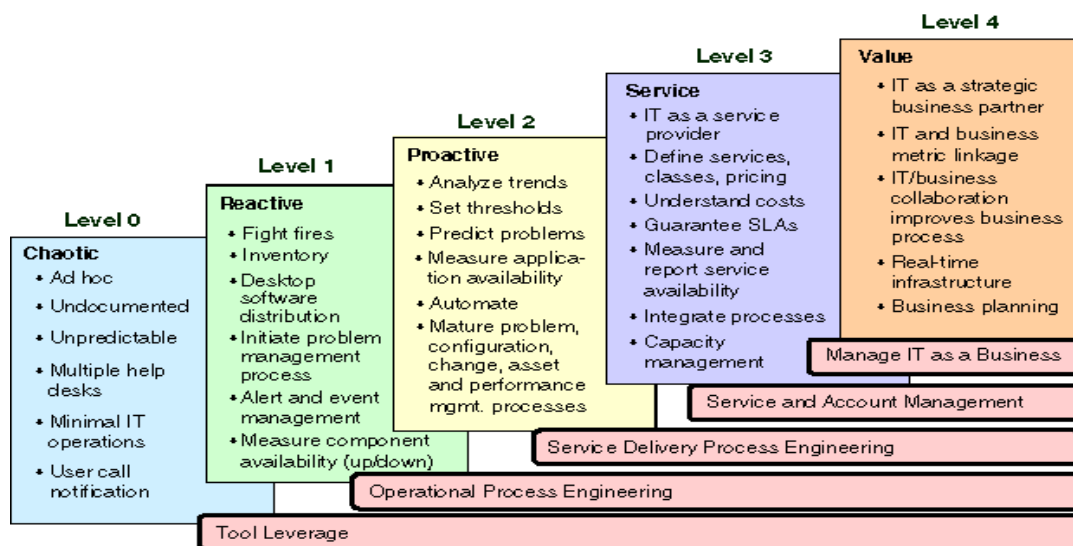 Level 0
Chaotic
• Ad hoc
• Undocumented
• Unpredictable
• Multiple help
desks
• Minimal IT
operations
• User call
notification
Level 1
Reactive
• Fight fires
• Inventory
• Desktop
software
distribution
• Initiate problem
management
process
• Alert and event
management
• Measure component
availability (up/down)
Level 2
Proactive
• Analyze trends
• Set thresholds
• Predict problems
• Measure applica-
tion availability
• Automate
• Mature problem,
configuration,
change, asset
and performance
mgmt. processes
Level 3
Service
• IT as a service
provider
• Define services,
classes, pricing
• Understand costs
• Guarantee SLAs
• Measure and
report service
availability
• Integrate processes
• Capacity
management
Level 4
Value
• IT as a strategic
business partner
• IT and business
metric linkage
• IT/business
collaboration
improves business
process
• Real-time
infrastructure
• Business planning
Manage IT as a Business
Service and Account Management
Service Delivery Process Engineering
Operational Process Engineering
Tool Leverage